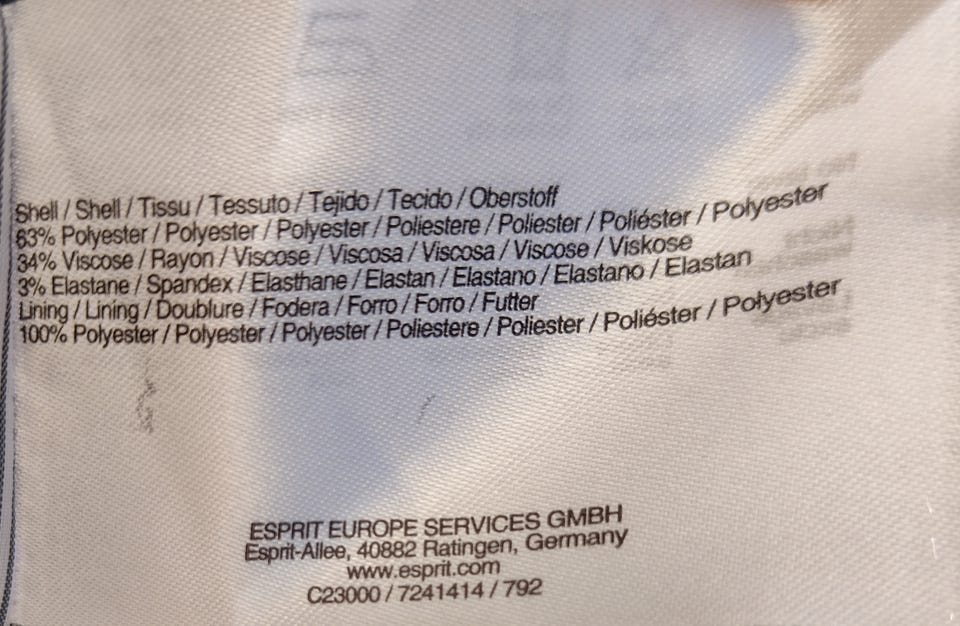 Shell / Shell / Tissu / Tessuto / Tejido / Tecido / Oberstoff
63% Polyester / Polyester / Polyester / Poliestere / Poliester / Poliéster / Polyester
34% Viscose / Rayon / Viscose / Viscosa / Viscosa / Viscose / Viskose
3% Elastane / Spandex / Elasthane / Elastan / Elastano / Elastano / Elastan
Lining / Lining / Doublure / Fodera / Forro / Forro / Futter
100% Polyester / Polyester / Polyester / Poliestere / Poliester / Poliéster / Polyester
ESPRIT EUROPE SERVICES GMBH
Esprit-Allee, 40882 Ratingen, Germany
www.esprit.com
C23000 / 7241414 / 792